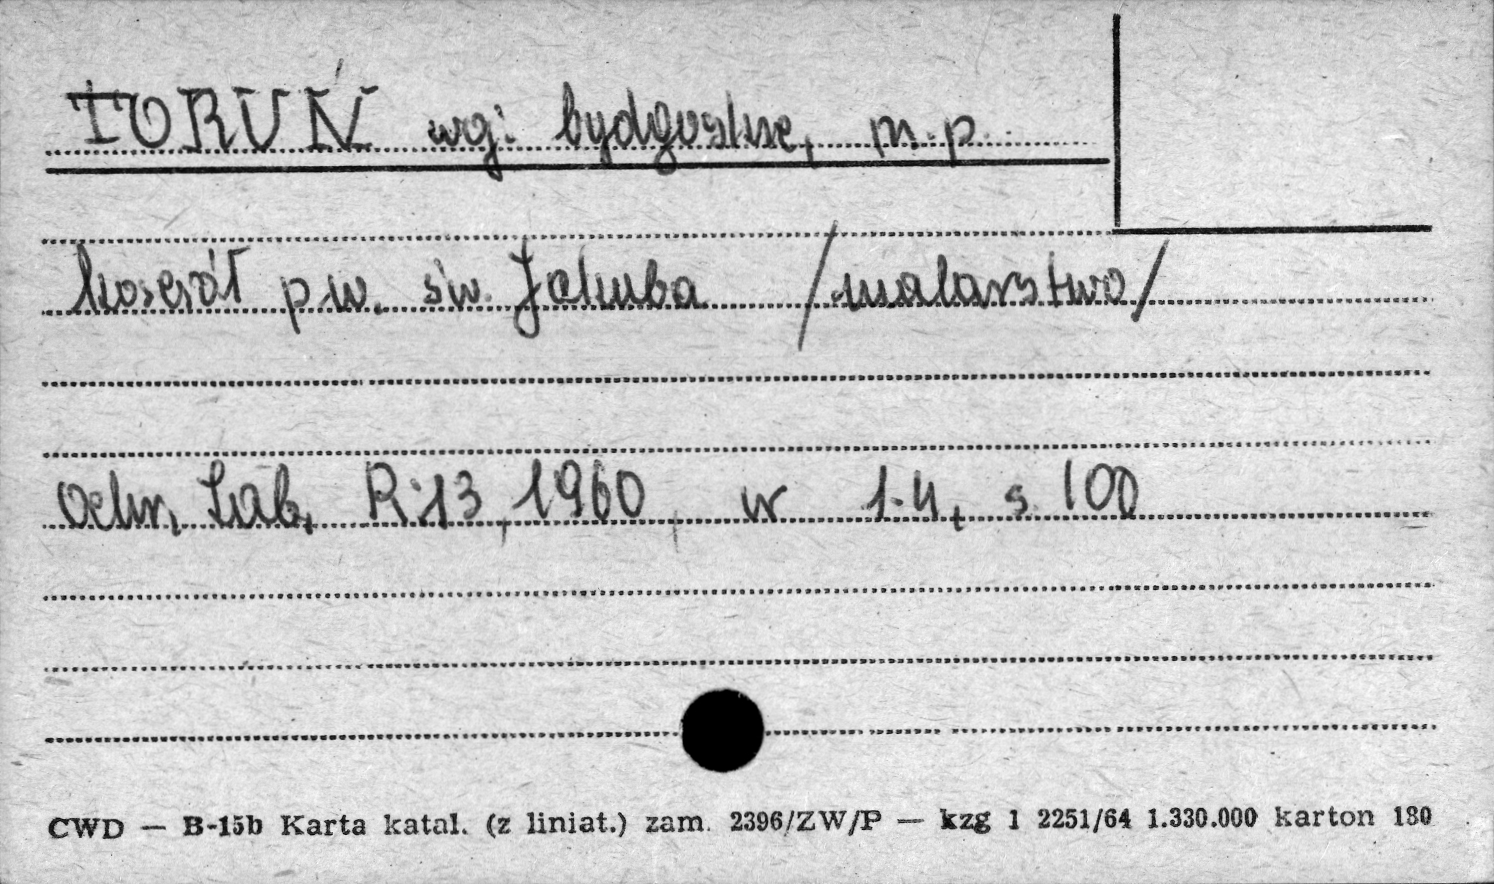 TORUŃ woj. bydgoskie, m. p.
kościół p.w. św. Jakuba /malarstwo/
Ochr. Zab. R. 13, 1960, nr 1-4, s. 100
CWD — B-15b Karta katal. (z liniat.) zam. 2396/ZW/P — kzg 1 2251/64 1.330.000 karton 180